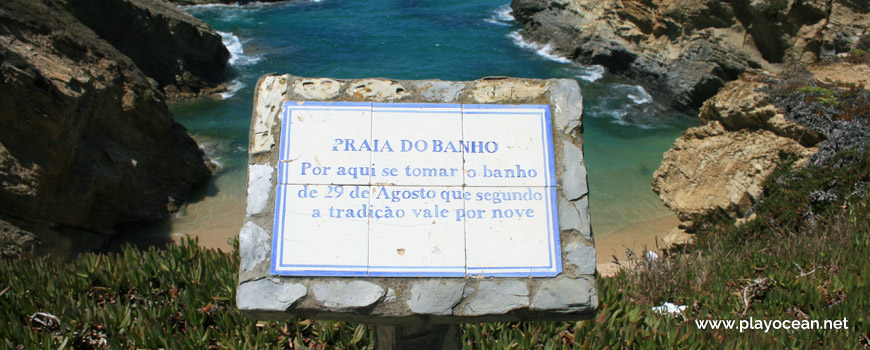 PRAIA DO BANHO
Por aqui se tomar o banho
de 29 de Agosto que segundo
a tradição vale por nove
www.playocean.net